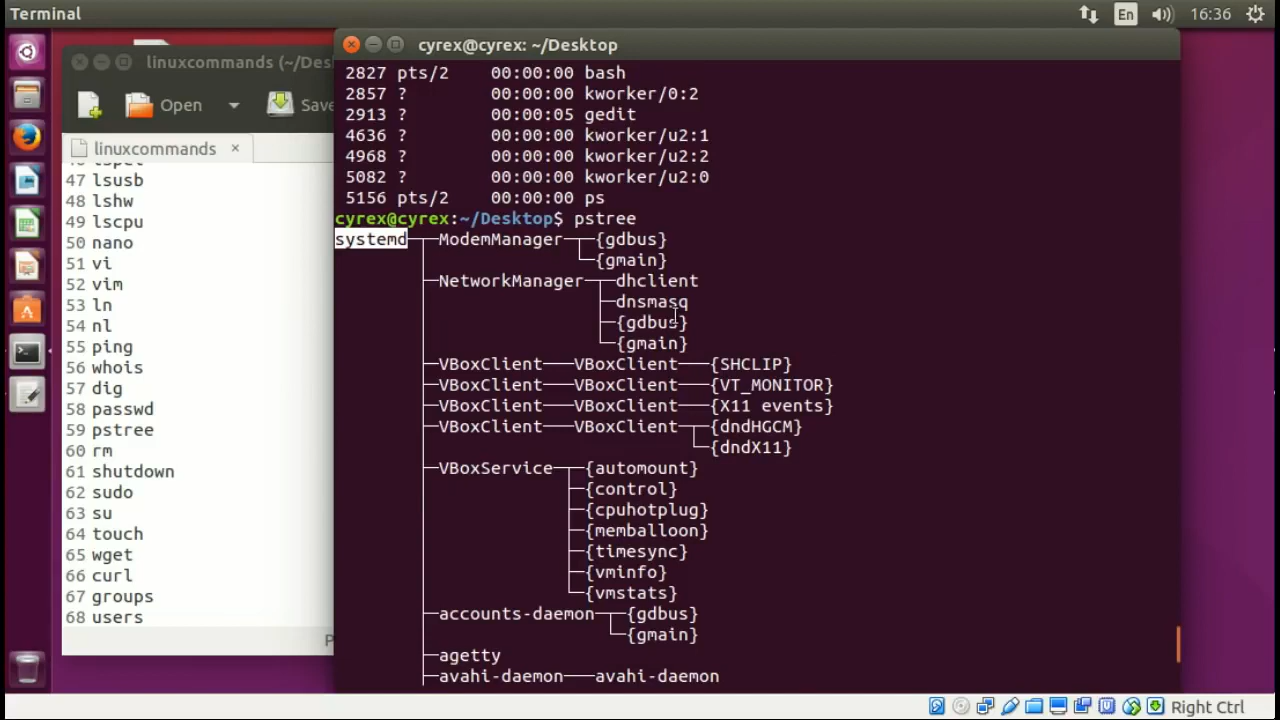 Terminal
En
16:36
linuxcommands (~/Des
Open
Save
linuxcommands ×
47 lsusb
48 lshw
49 lscpu
50 nano
51 vi
52 vim
53 ln
54 nl
55 ping
56 whois
57 dig
58 passwd
59 pstree
60 rm
61 shutdown
62 sudo
63 su
64 touch
65 wget
66 curl
67 groups
68 users
cyrex@cyrex: ~/Desktop
2827 pts/2 00:00:00 bash
2857 ? 00:00:00 kworker/0:2
2913 ? 00:00:05 gedit
4636 ? 00:00:00 kworker/u2:1
4968 ? 00:00:00 kworker/u2:2
5082 ? 00:00:00 kworker/u2:0
5156 pts/2 00:00:00 ps
cyrex@cyrex:~/Desktop$ pstree
systemd─┬─ModemManager─┬─{gdbus}
└─{gmain}
├─NetworkManager─┬─dhclient
├─dnsmasq
├─{gdbus}
└─{gmain}
├─VBoxClient───VBoxClient───{SHCLIP}
├─VBoxClient───VBoxClient───{VT_MONITOR}
├─VBoxClient───VBoxClient───{X11 events}
├─VBoxClient───VBoxClient─┬─{dndHGCM}
└─{dndX11}
├─VBoxService─┬─{automount}
├─{control}
├─{cpuhotplug}
├─{memballoon}
├─{timesync}
├─{vminfo}
└─{vmstats}
├─accounts-daemon─┬─{gdbus}
└─{gmain}
├─agetty
├─avahi-daemon───avahi-daemon
Right Ctrl